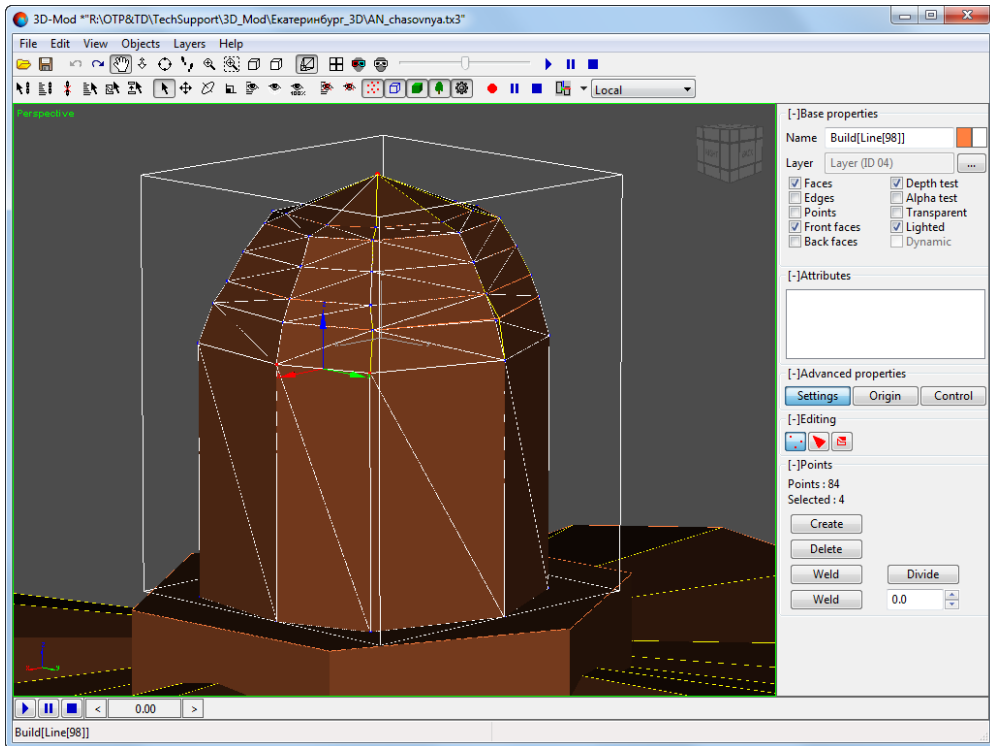 3D-Mod *"R:\OTP&TD\TechSupport\3D_Mod\Екатеринбург_3D\AN_chasovnya.tx3"
File Edit View Objects Layers Help
100%
Local
Perspective
[-]Base properties
Name Build[Line[98]]
Layer Layer (ID 04) ...
Faces Depth test
Edges Alpha test
Points Transparent
Front faces Lighted
Back faces Dynamic
[-]Attributes
[-]Advanced properties
Settings Origin Control
[-]Editing
[-]Points
Points : 84
Selected : 4
Create
Delete
Weld Divide
Weld 0.0
< 0.00 >
Build[Line[98]]